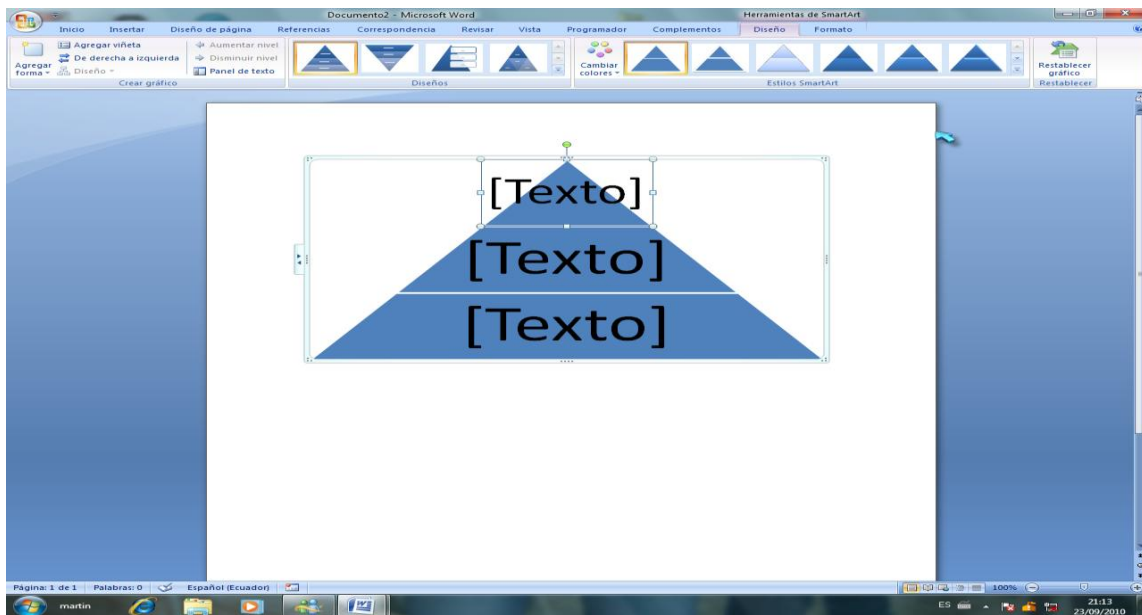 Documento2 - Microsoft Word
Herramientas de SmartArt
Inicio Insertar Diseño de página Referencias Correspondencia Revisar Vista Programador Complementos Diseño Formato
Agregar forma
Agregar viñeta
De derecha a izquierda
Diseño
Aumentar nivel
Disminuir nivel
Panel de texto
Crear gráfico
Diseños
Cambiar colores
Estilos SmartArt
Restablecer gráfico
Restablecer
[Texto]
[Texto]
[Texto]
Página: 1 de 1 Palabras: 0 Español (Ecuador) 100%
martin
ES
21:13
23/09/2010